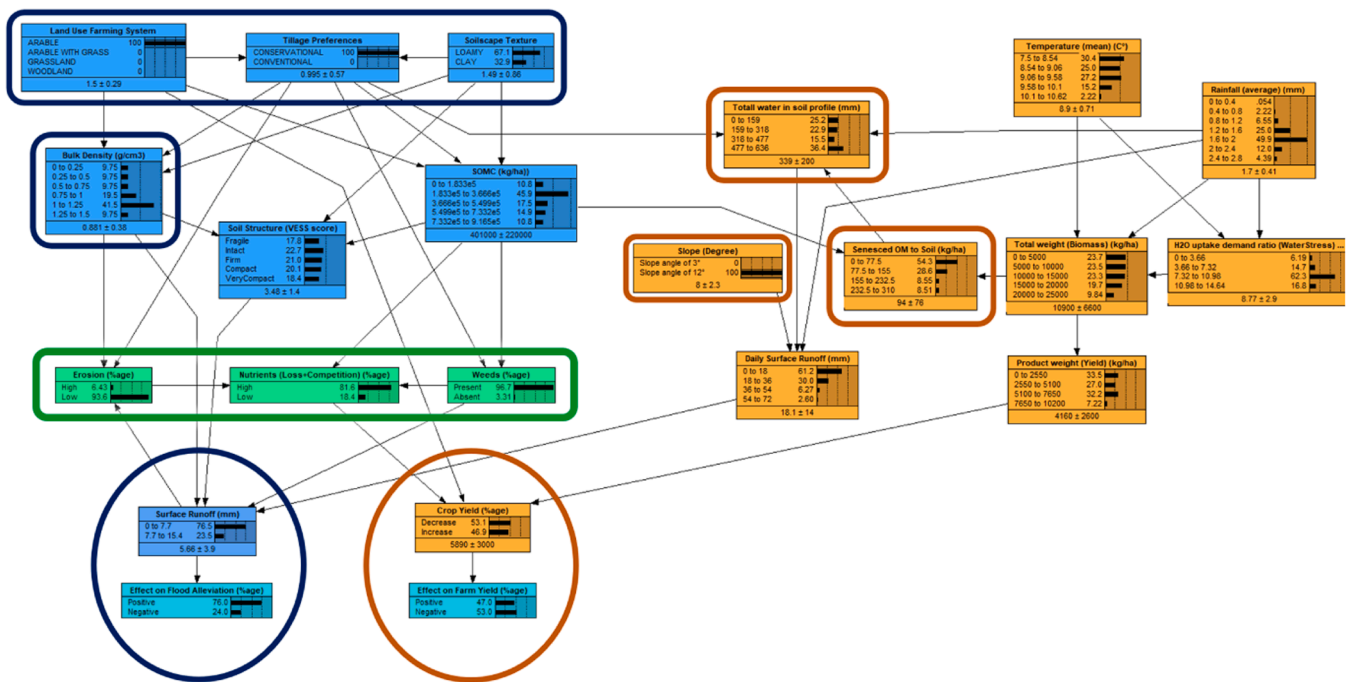 Land Use Farming System
ARABLE 100
ARABLE WITH GRASS 0
GRASSLAND 0
WOODLAND 0
1.5 ± 0.29
Tillage Preferences
CONSERVATIONAL 100
CONVENTIONAL 0
0.995 ± 0.57
Soilscape Texture
LOAMY 67.1
CLAY 32.9
1.49 ± 0.86
Temperature (mean) (C°)
7.5 to 8.54 30.4
8.54 to 9.06 25.0
9.06 to 9.58 27.2
9.58 to 10.1 15.2
10.1 to 10.62 2.22
8.9 ± 0.71
Rainfall (average) (mm)
0 to 0.4 .054
0.4 to 0.8 2.22
0.8 to 1.2 6.55
1.2 to 1.6 25.0
1.6 to 2 49.9
2 to 2.4 12.0
2.4 to 2.8 4.39
1.7 ± 0.41
Totall water in soil profile (mm)
0 to 159 25.2
159 to 318 22.9
318 to 477 15.5
477 to 636 36.4
339 ± 200
Bulk Density (g/cm3)
0 to 0.25 9.75
0.25 to 0.5 9.75
0.5 to 0.75 9.75
0.75 to 1 19.5
1 to 1.25 41.5
1.25 to 1.5 9.75
0.881 ± 0.38
SOMC (kg/ha))
0 to 1.833e5 10.8
1.833e5 to 3.666e5 45.9
3.666e5 to 5.499e5 17.5
5.499e5 to 7.332e5 14.9
7.332e5 to 9.165e5 10.8
401000 ± 220000
Soil Structure (VESS score)
Fragile 17.8
Intact 22.7
Firm 21.0
Compact 20.1
VeryCompact 18.4
3.48 ± 1.4
Slope (Degree)
Slope angle of 3° 0
Slope angle of 12° 100
8 ± 2.3
Senesced OM to Soil (kg/ha)
0 to 77.5 54.3
77.5 to 155 28.6
155 to 232.5 8.55
232.5 to 310 8.51
94 ± 76
Total weight (Biomass) (kg/ha)
0 to 5000 23.7
5000 to 10000 23.5
10000 to 15000 23.3
15000 to 20000 19.7
20000 to 25000 9.84
10900 ± 6600
H2O uptake demand ratio (WaterStress) ...
0 to 3.66 6.19
3.66 to 7.32 14.7
7.32 to 10.98 62.3
10.98 to 14.64 16.8
8.77 ± 2.9
Erosion (%age)
High 6.43
Low 93.6
Nutrients (Loss+Competition) (%age)
High 81.6
Low 18.4
Weeds (%age)
Present 96.7
Absent 3.31
Daily Surface Runoff (mm)
0 to 18 61.2
18 to 36 30.0
36 to 54 6.27
54 to 72 2.60
18.1 ± 14
Product weight (Yield) (kg/ha)
0 to 2550 33.5
2550 to 5100 27.0
5100 to 7650 32.2
7650 to 10200 7.22
4160 ± 2600
Surface Runoff (mm)
0 to 7.7 76.5
7.7 to 15.4 23.5
5.66 ± 3.9
Crop Yield (%age)
Decrease 53.1
Increase 46.9
5890 ± 3000
Effect on Flood Alleviation (%age)
Positive 76.0
Negative 24.0
Effect on Farm Yield (%age)
Positive 47.0
Negative 53.0